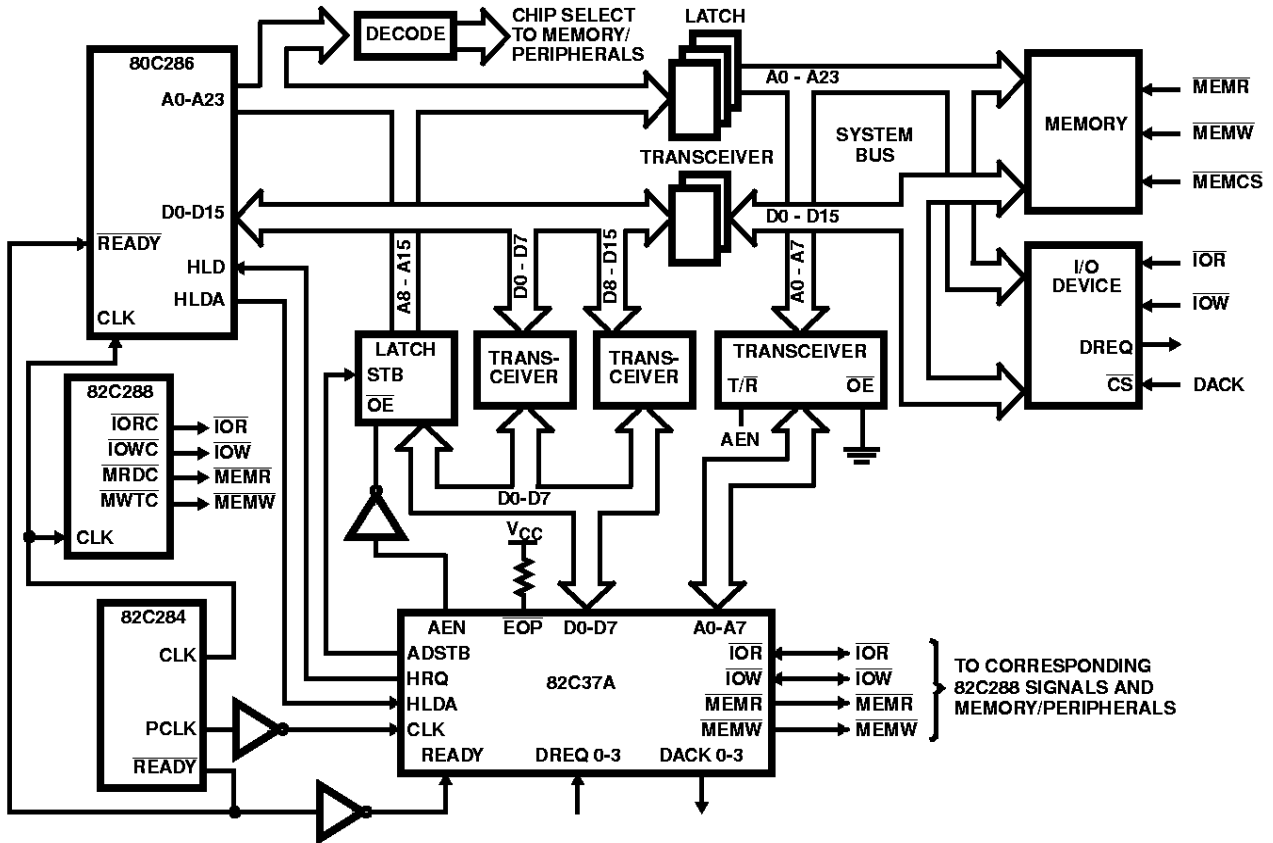 CHIP SELECT
TO MEMORY/
PERIPHERALS
DECODE
LATCH
80C286
A0-A23
D0-D15
READY
HLD
HLDA
CLK
A0 - A23
SYSTEM
BUS
TRANSCEIVER
D0 - D15
MEMORY
MEMR
MEMW
MEMCS
I/O
DEVICE
DREQ
CS
IOR
IOW
DACK
A8 - A15
D0 - D7
D8 - D15
A0 - A7
LATCH
STB
OE
TRANS-
CEIVER
TRANS-
CEIVER
TRANSCEIVER
T/R
OE
AEN
82C288
IORC
IOWC
MRDC
MWTC
CLK
IOR
IOW
MEMR
MEMW
D0-D7
VCC
82C284
CLK
PCLK
READY
AEN
EOP
D0-D7
A0-A7
ADSTB
HRQ
HLDA
CLK
READY
82C37A
DREQ 0-3
DACK 0-3
IOR
IOW
MEMR
MEMW
IOR
IOW
MEMR
MEMW
TO CORRESPONDING
82C288 SIGNALS AND
MEMORY/PERIPHERALS